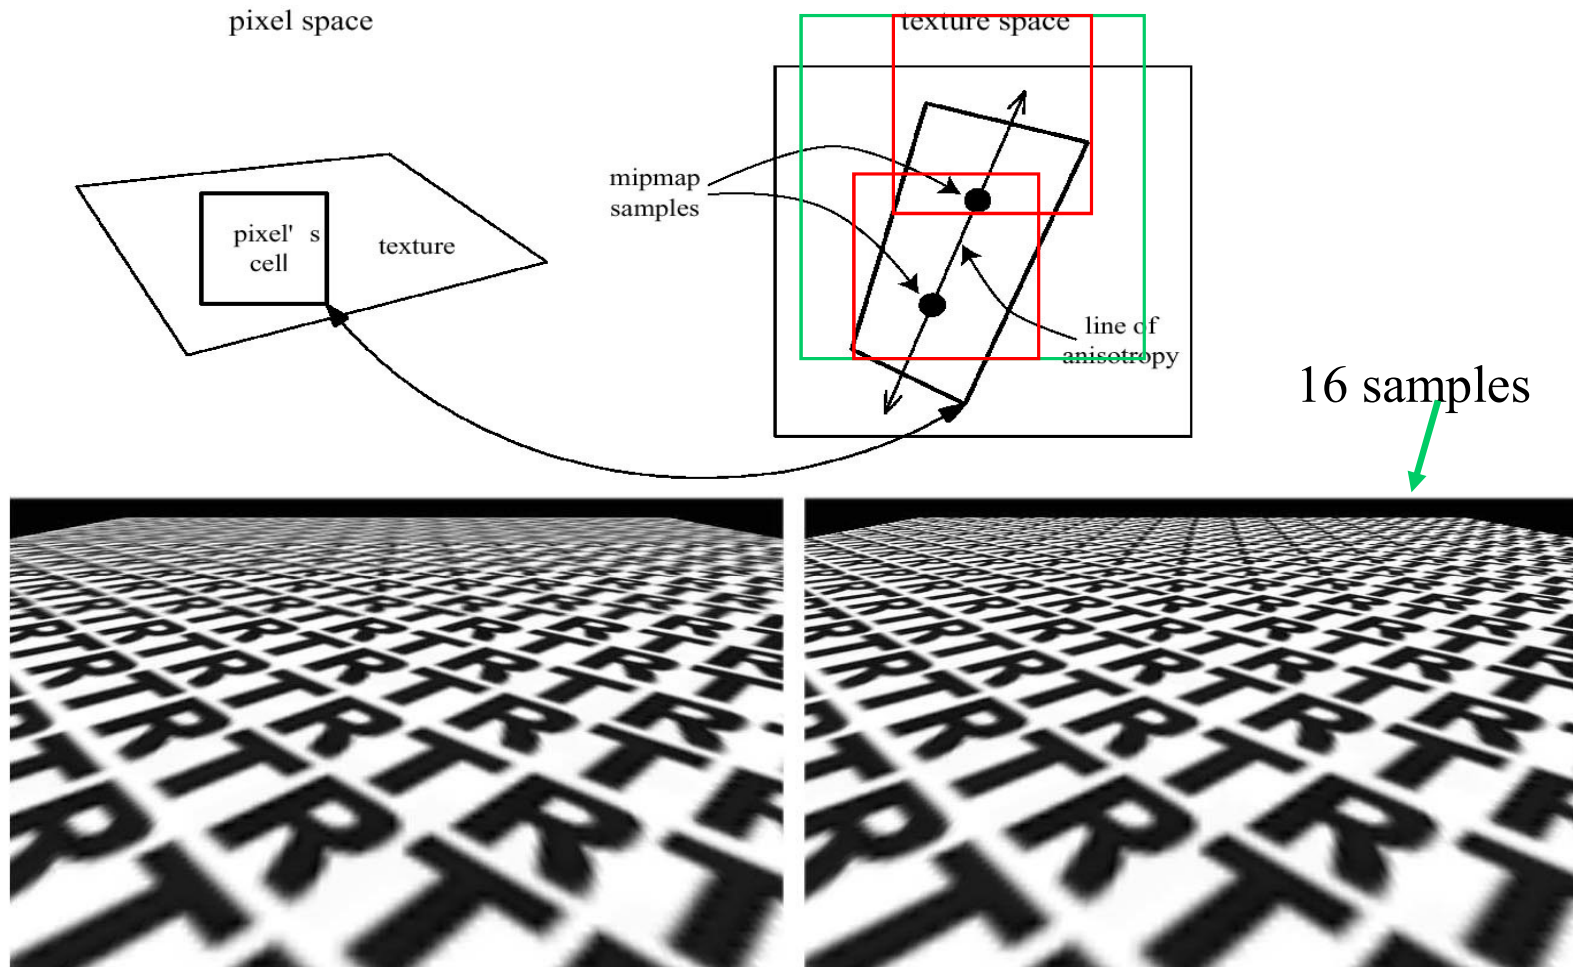 pixel space
texture space
pixel' s
cell
texture
mipmap
samples
line of
anisotropy
16 samples